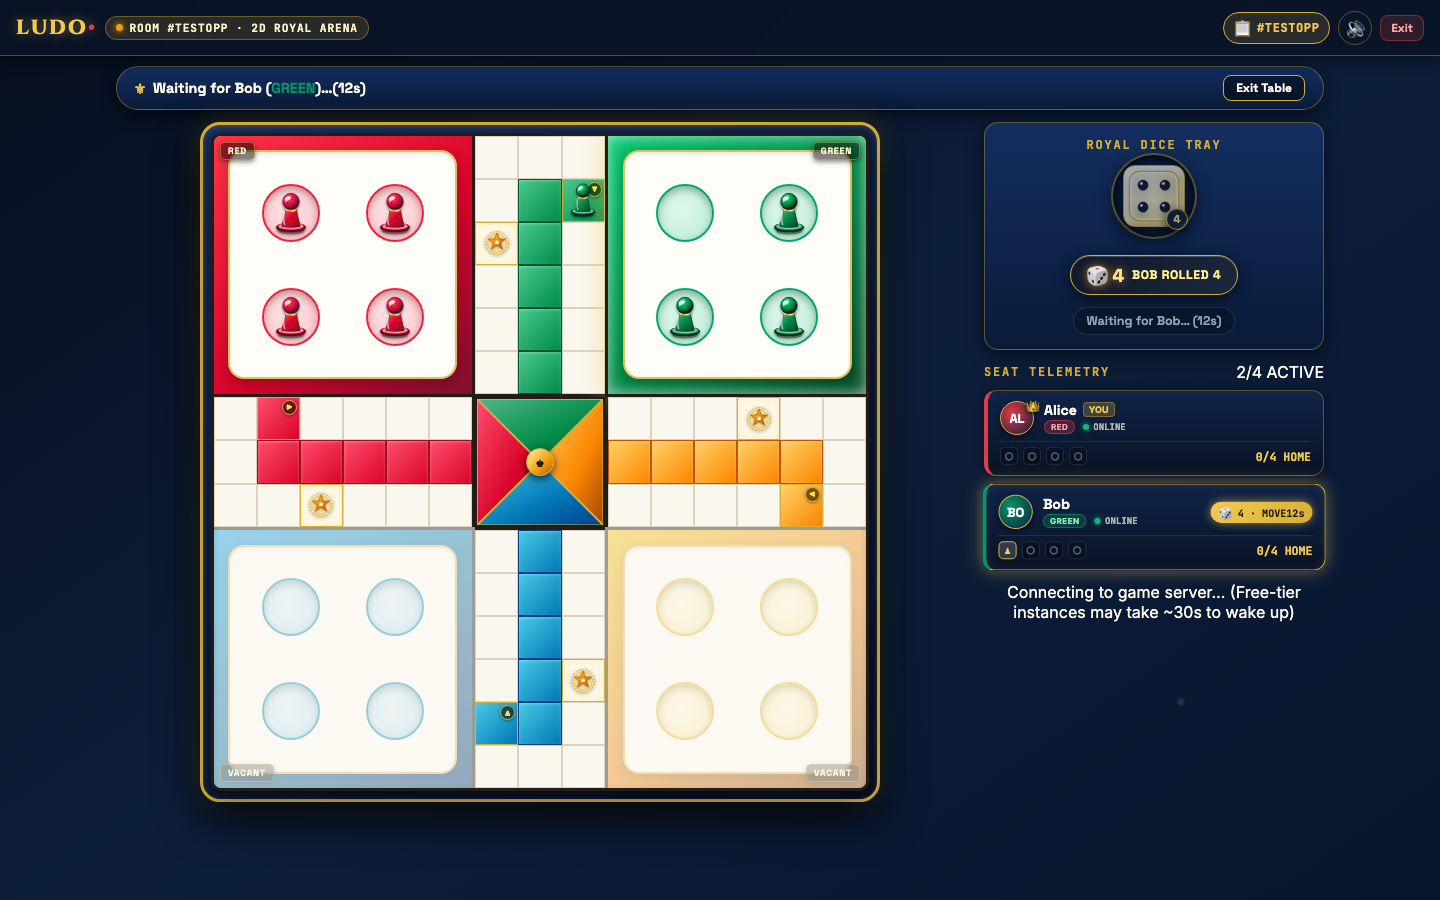 LUDO
ROOM #TESTOPP · 2D ROYAL ARENA
📋 #TESTOPP
Exit
Waiting for Bob (GREEN)...(12s)
Exit Table
RED
GREEN
VACANT
VACANT
ROYAL DICE TRAY
4
4 BOB ROLLED 4
Waiting for Bob... (12s)
SEAT TELEMETRY
2/4 ACTIVE
AL
Alice YOU
RED ONLINE
0/4 HOME
BO
Bob
GREEN ONLINE
4 · MOVE12s
0/4 HOME
Connecting to game server... (Free-tier
instances may take ~30s to wake up)